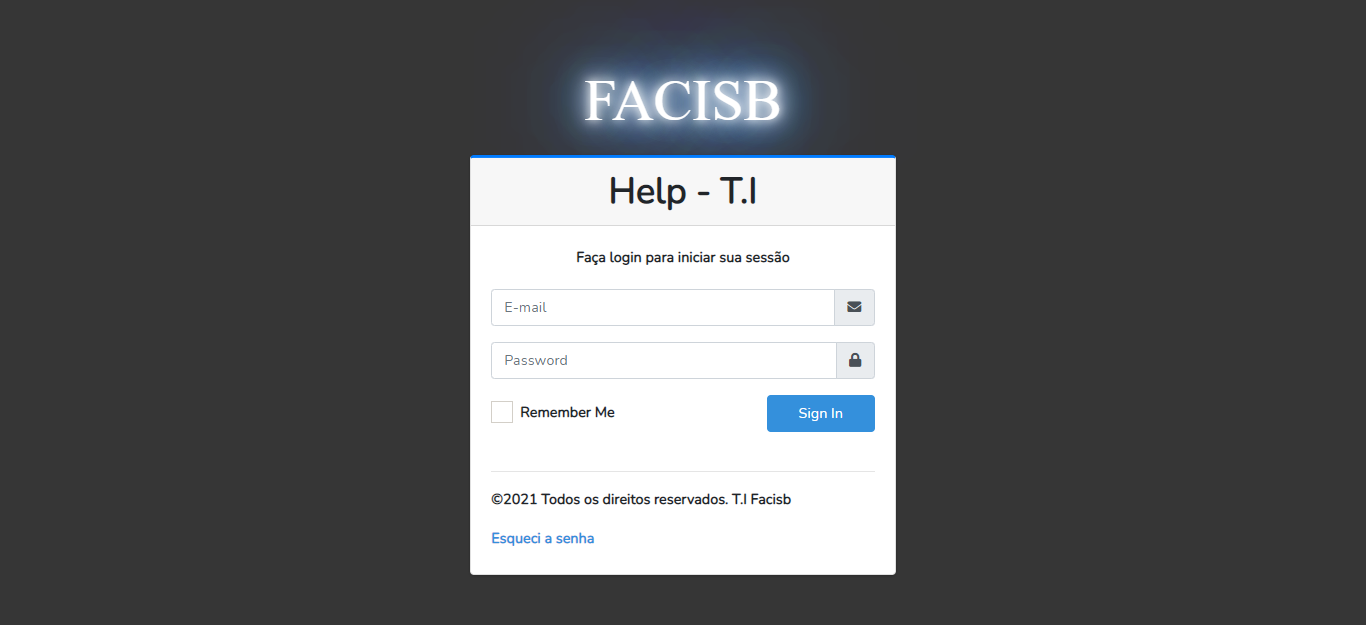 FACISB
Help - T.I
Faça login para iniciar sua sessão
E-mail
Password
Remember Me
Sign In
©2021 Todos os direitos reservados. T.I Facisb
Esqueci a senha